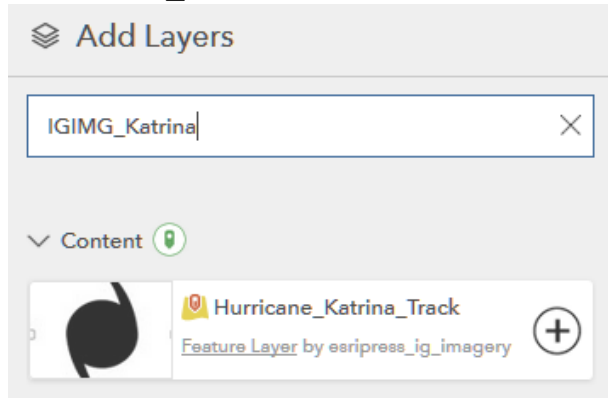 Add Layers
IGIMG_Katrina
Content
Hurricane_Katrina_Track
Feature Layer by esripress_ig_imagery